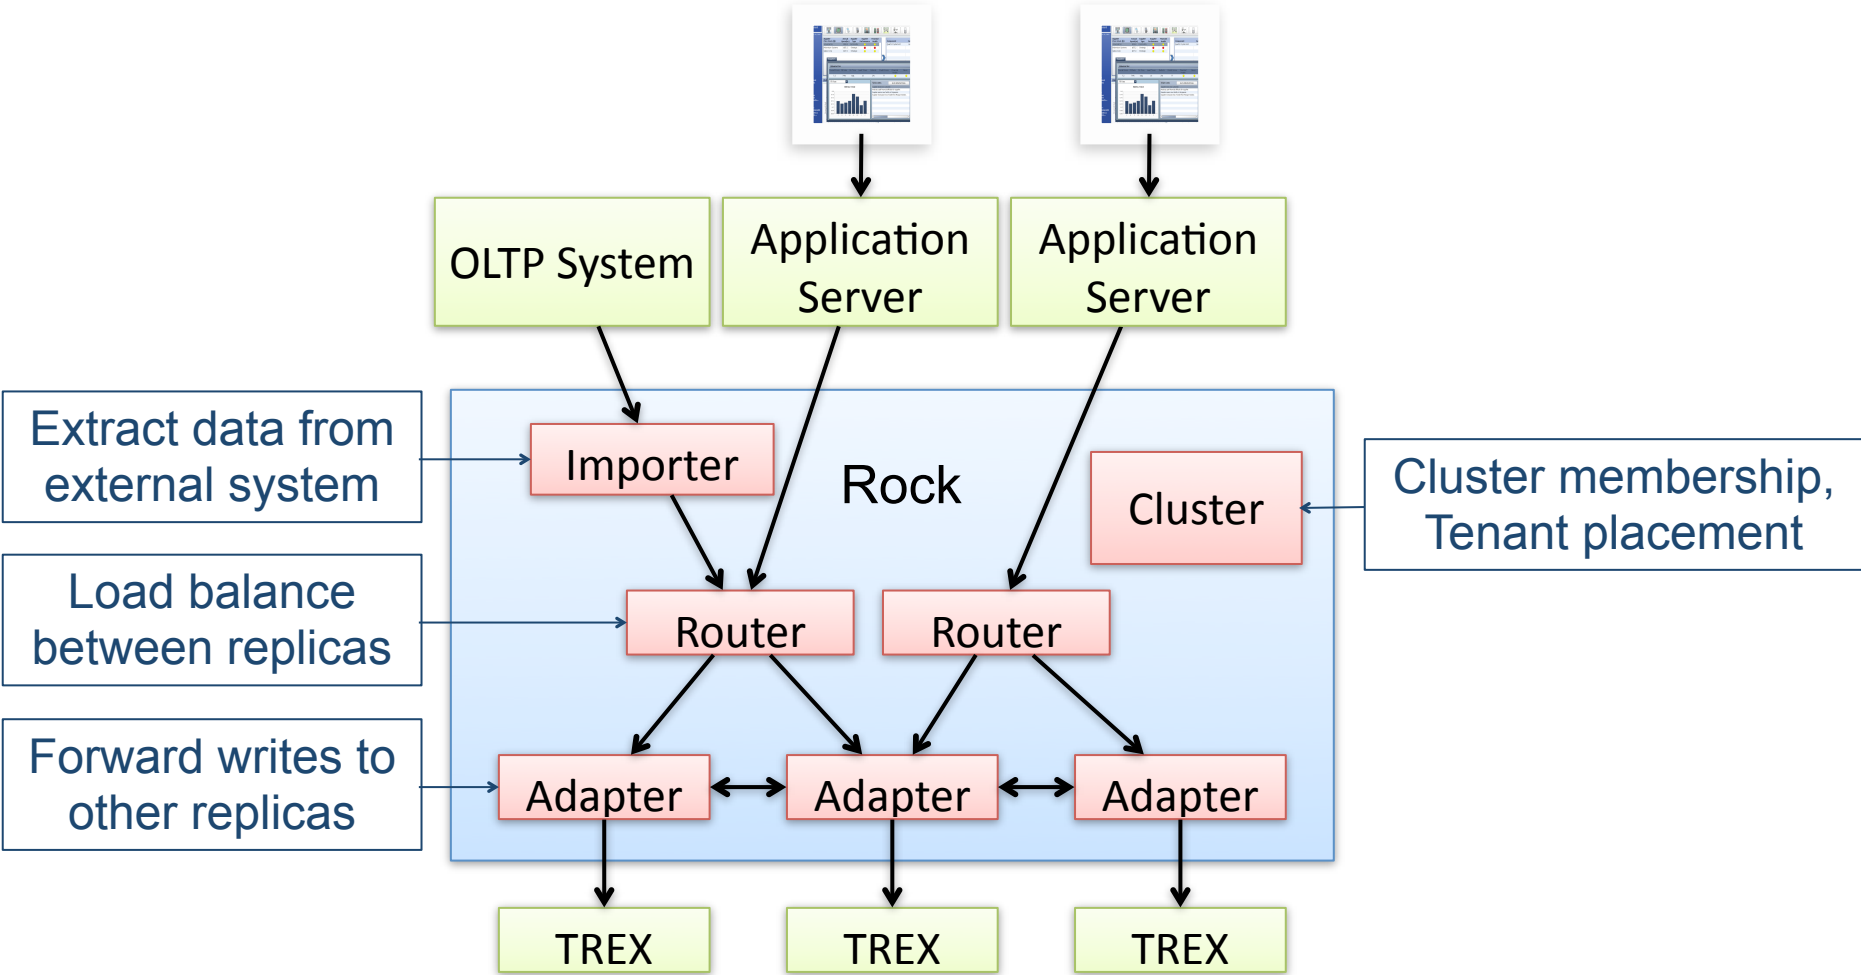 OLTP System
Application
Server
Application
Server
Extract data from
external system
Importer
Rock
Cluster
Cluster membership,
Tenant placement
Load balance
between replicas
Router
Router
Forward writes to
other replicas
Adapter
Adapter
Adapter
TREX
TREX
TREX